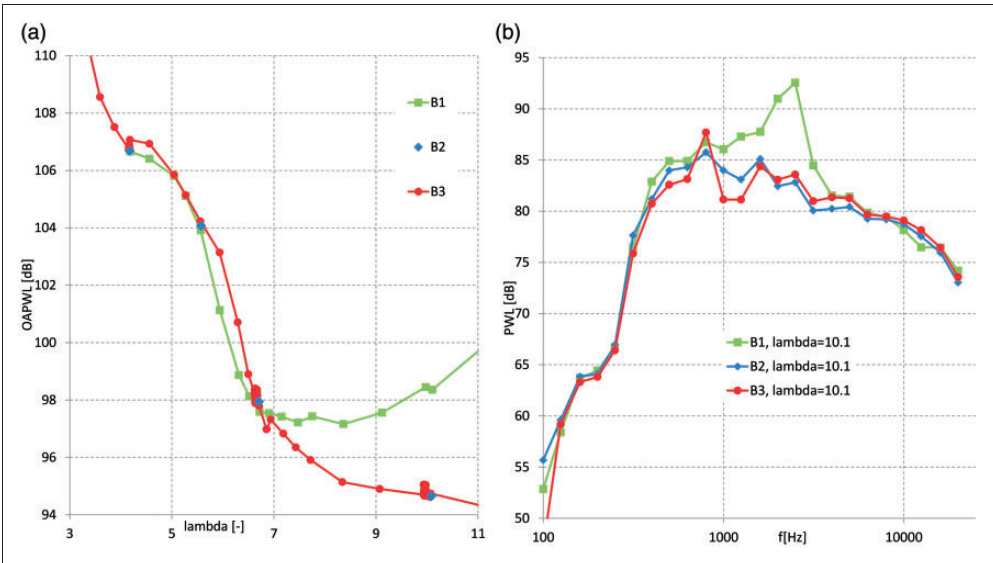 (a)
110
108
106
104
102
100
98
96
94
OAPWL [dB]
3
5
7
9
11
lambda [-]
B1
B2
B3
(b)
95
90
85
80
75
70
65
60
55
50
PWL [dB]
100
1000
10000
f[Hz]
B1, lambda=10.1
B2, lambda=10.1
B3, lambda=10.1